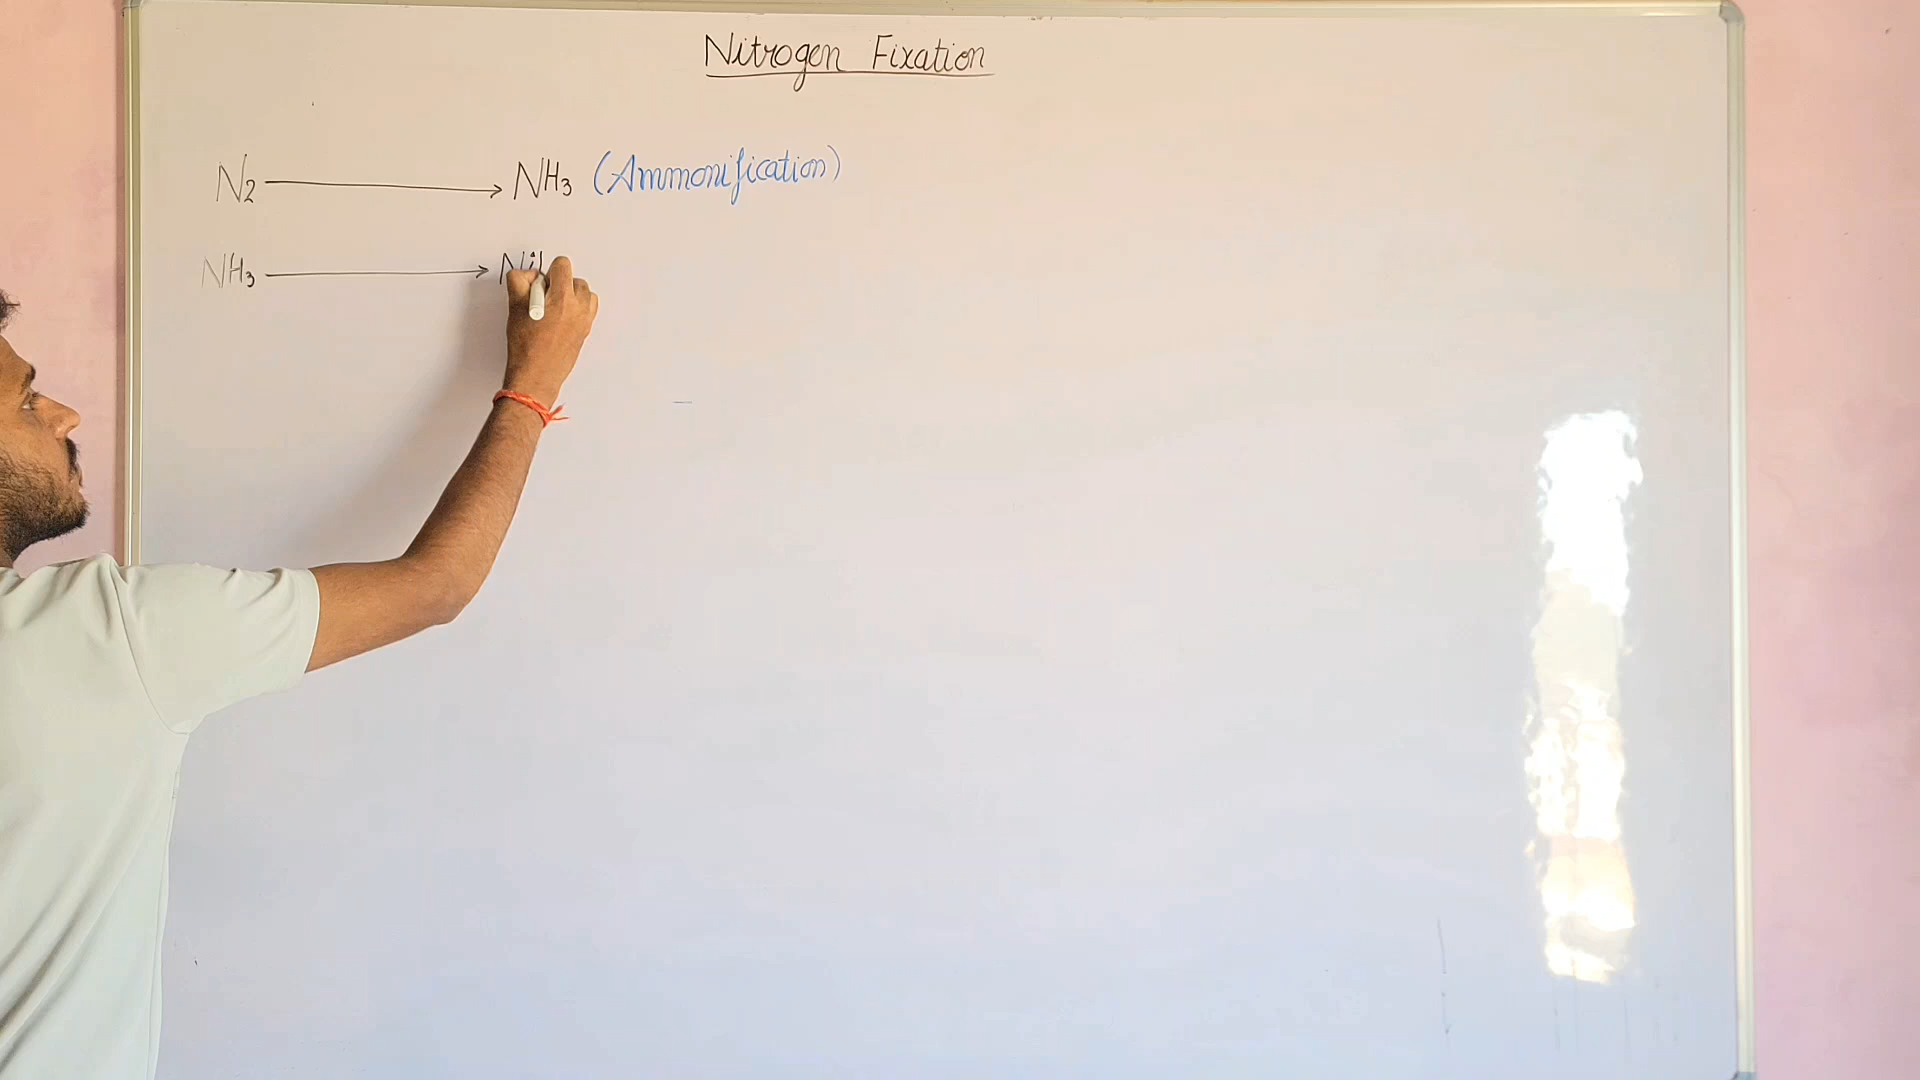 Nitrogen Fixation
N₂ → NH₃ (Ammonification)
NH₃ →